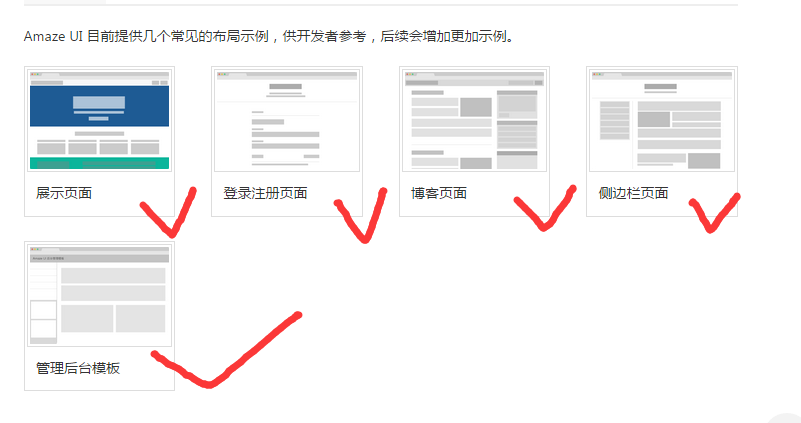 Amaze UI 目前提供几个常见的布局示例，供开发者参考，后续会增加更加示例。
展示页面
登录注册页面
博客页面
侧边栏页面
管理后台模板